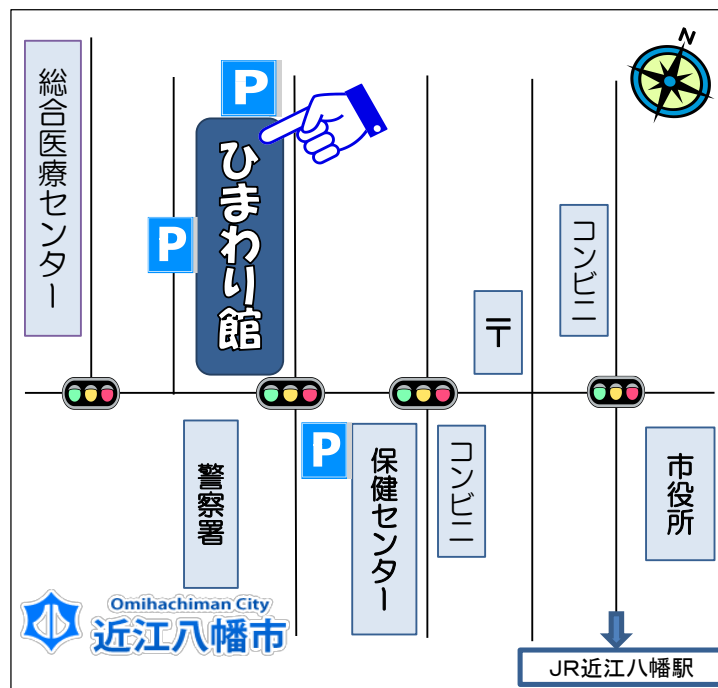 N
総合医療センター
P
ひまわり館
P
コンビニ
〒
警察署
P
保健センター
コンビニ
市役所
Omihachiman City
近江八幡市
JR近江八幡駅